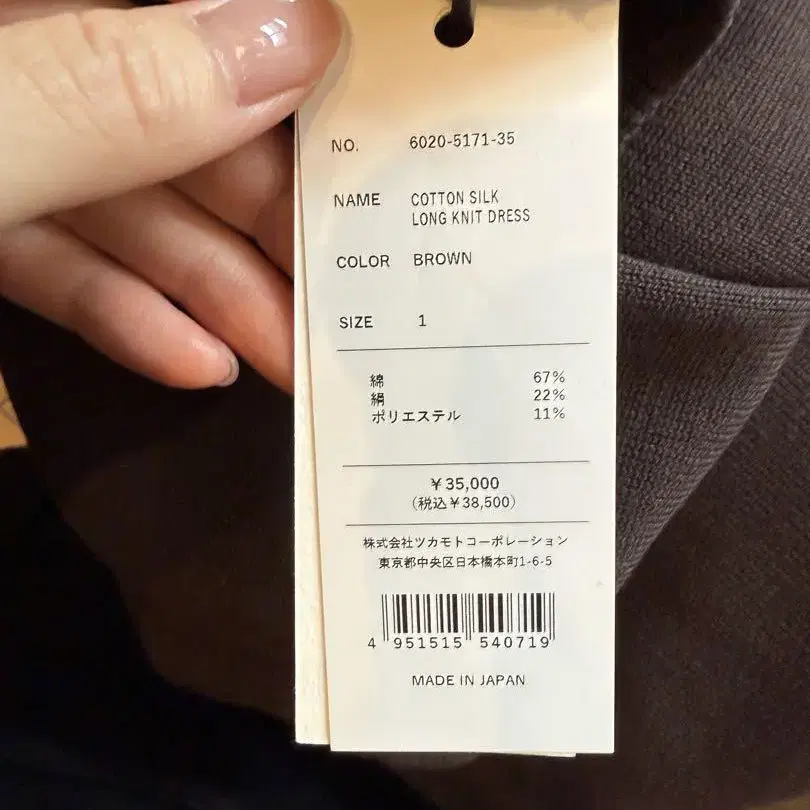 NO. 6020-5171-35
NAME COTTON SILK
LONG KNIT DRESS
COLOR BROWN
SIZE 1
綿 67%
絹 22%
ポリエステル 11%
￥35,000
(税込￥38,500)
株式会社ツカモトコーポレーション
東京都中央区日本橋本町1-6-5
4 951515 540719
MADE IN JAPAN